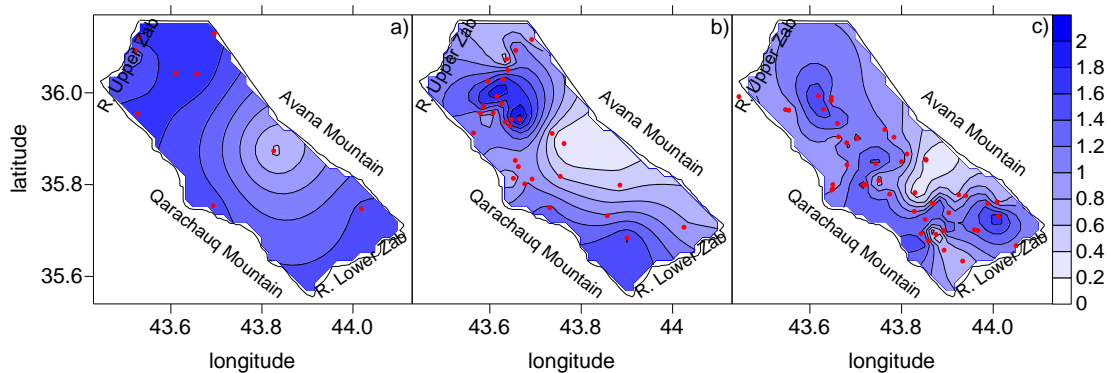 a) b) c)
R. Upper Zab R. Upper Zab R. Upper Zab
Avana Mountain Avana Mountain Avana Mountain
Qarachauq Mountain Qarachauq Mountain Qarachauq Mountain
R. Lower Zab R. Lower Zab R. Lower Zab
latitude
36.0
35.8
35.6
43.6 43.8 44.0 43.6 43.8 44 43.6 43.8 44.0
longitude longitude longitude
2
1.8
1.6
1.4
1.2
1
0.8
0.6
0.4
0.2
0